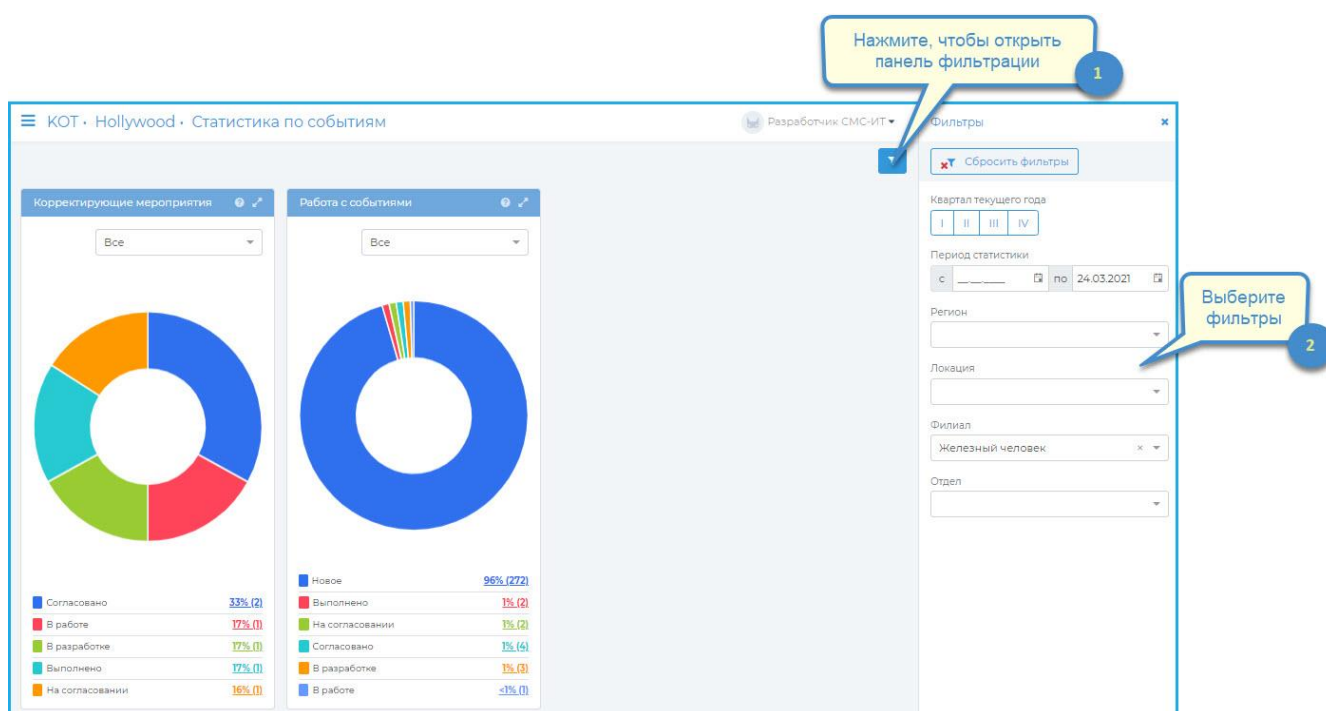 Нажмите, чтобы открыть
панель фильтрации
1
КОТ · Hollywood · Статистика по событиям
Разработчик СМС-ИТ
Фильтры
Сбросить фильтры
Корректирующие мероприятия
Работа с событиями
Все
Все
Квартал текущего года
I II III IV
Период статистики
с __.__.____ по 24.03.2021
Выберите
фильтры
2
Регион
Локация
Филиал
Железный человек
Отдел
Согласовано 33% (2)
В работе 17% (1)
В разработке 17% (1)
Выполнено 17% (1)
На согласовании 16% (1)
Новое 96% (272)
Выполнено 1% (2)
На согласовании 1% (2)
Согласовано 1% (4)
В разработке 1% (3)
В работе <1% (1)